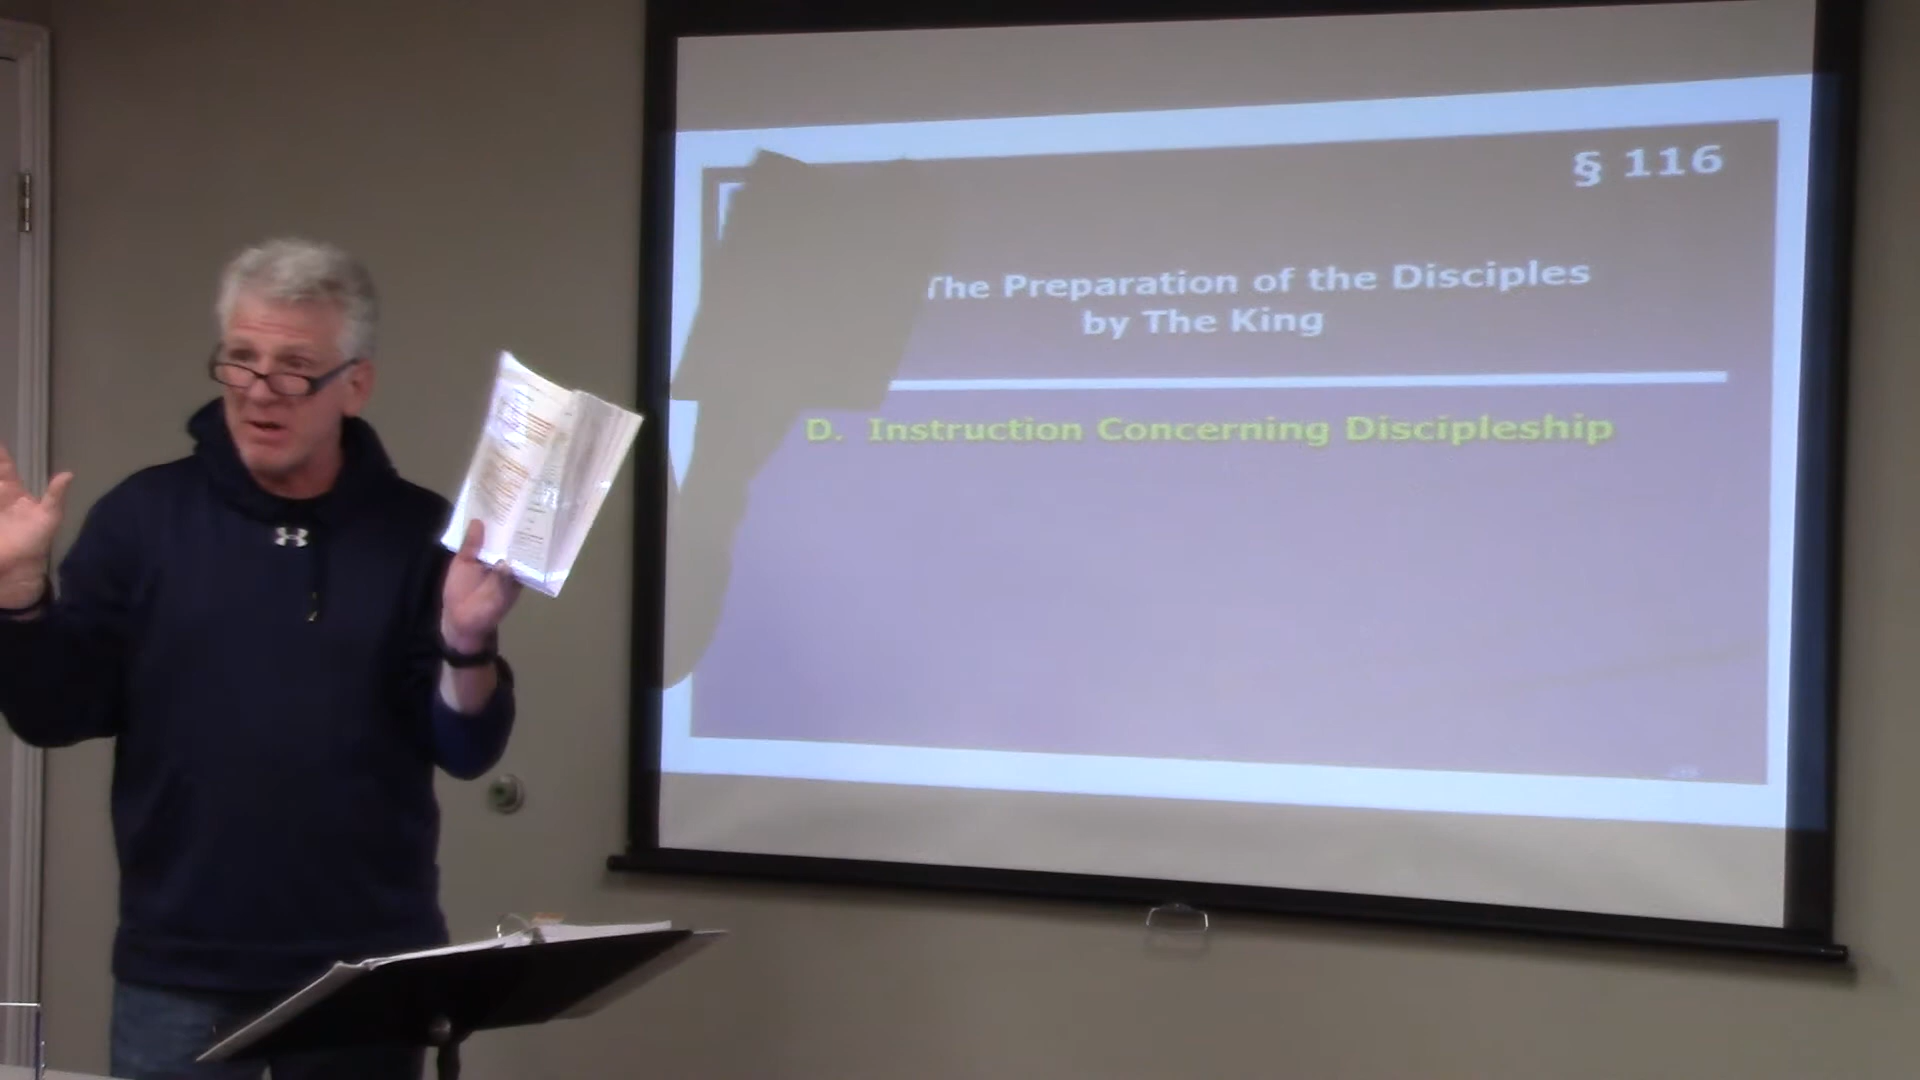 § 116
The Preparation of the Disciples
by The King
D. Instruction Concerning Discipleship